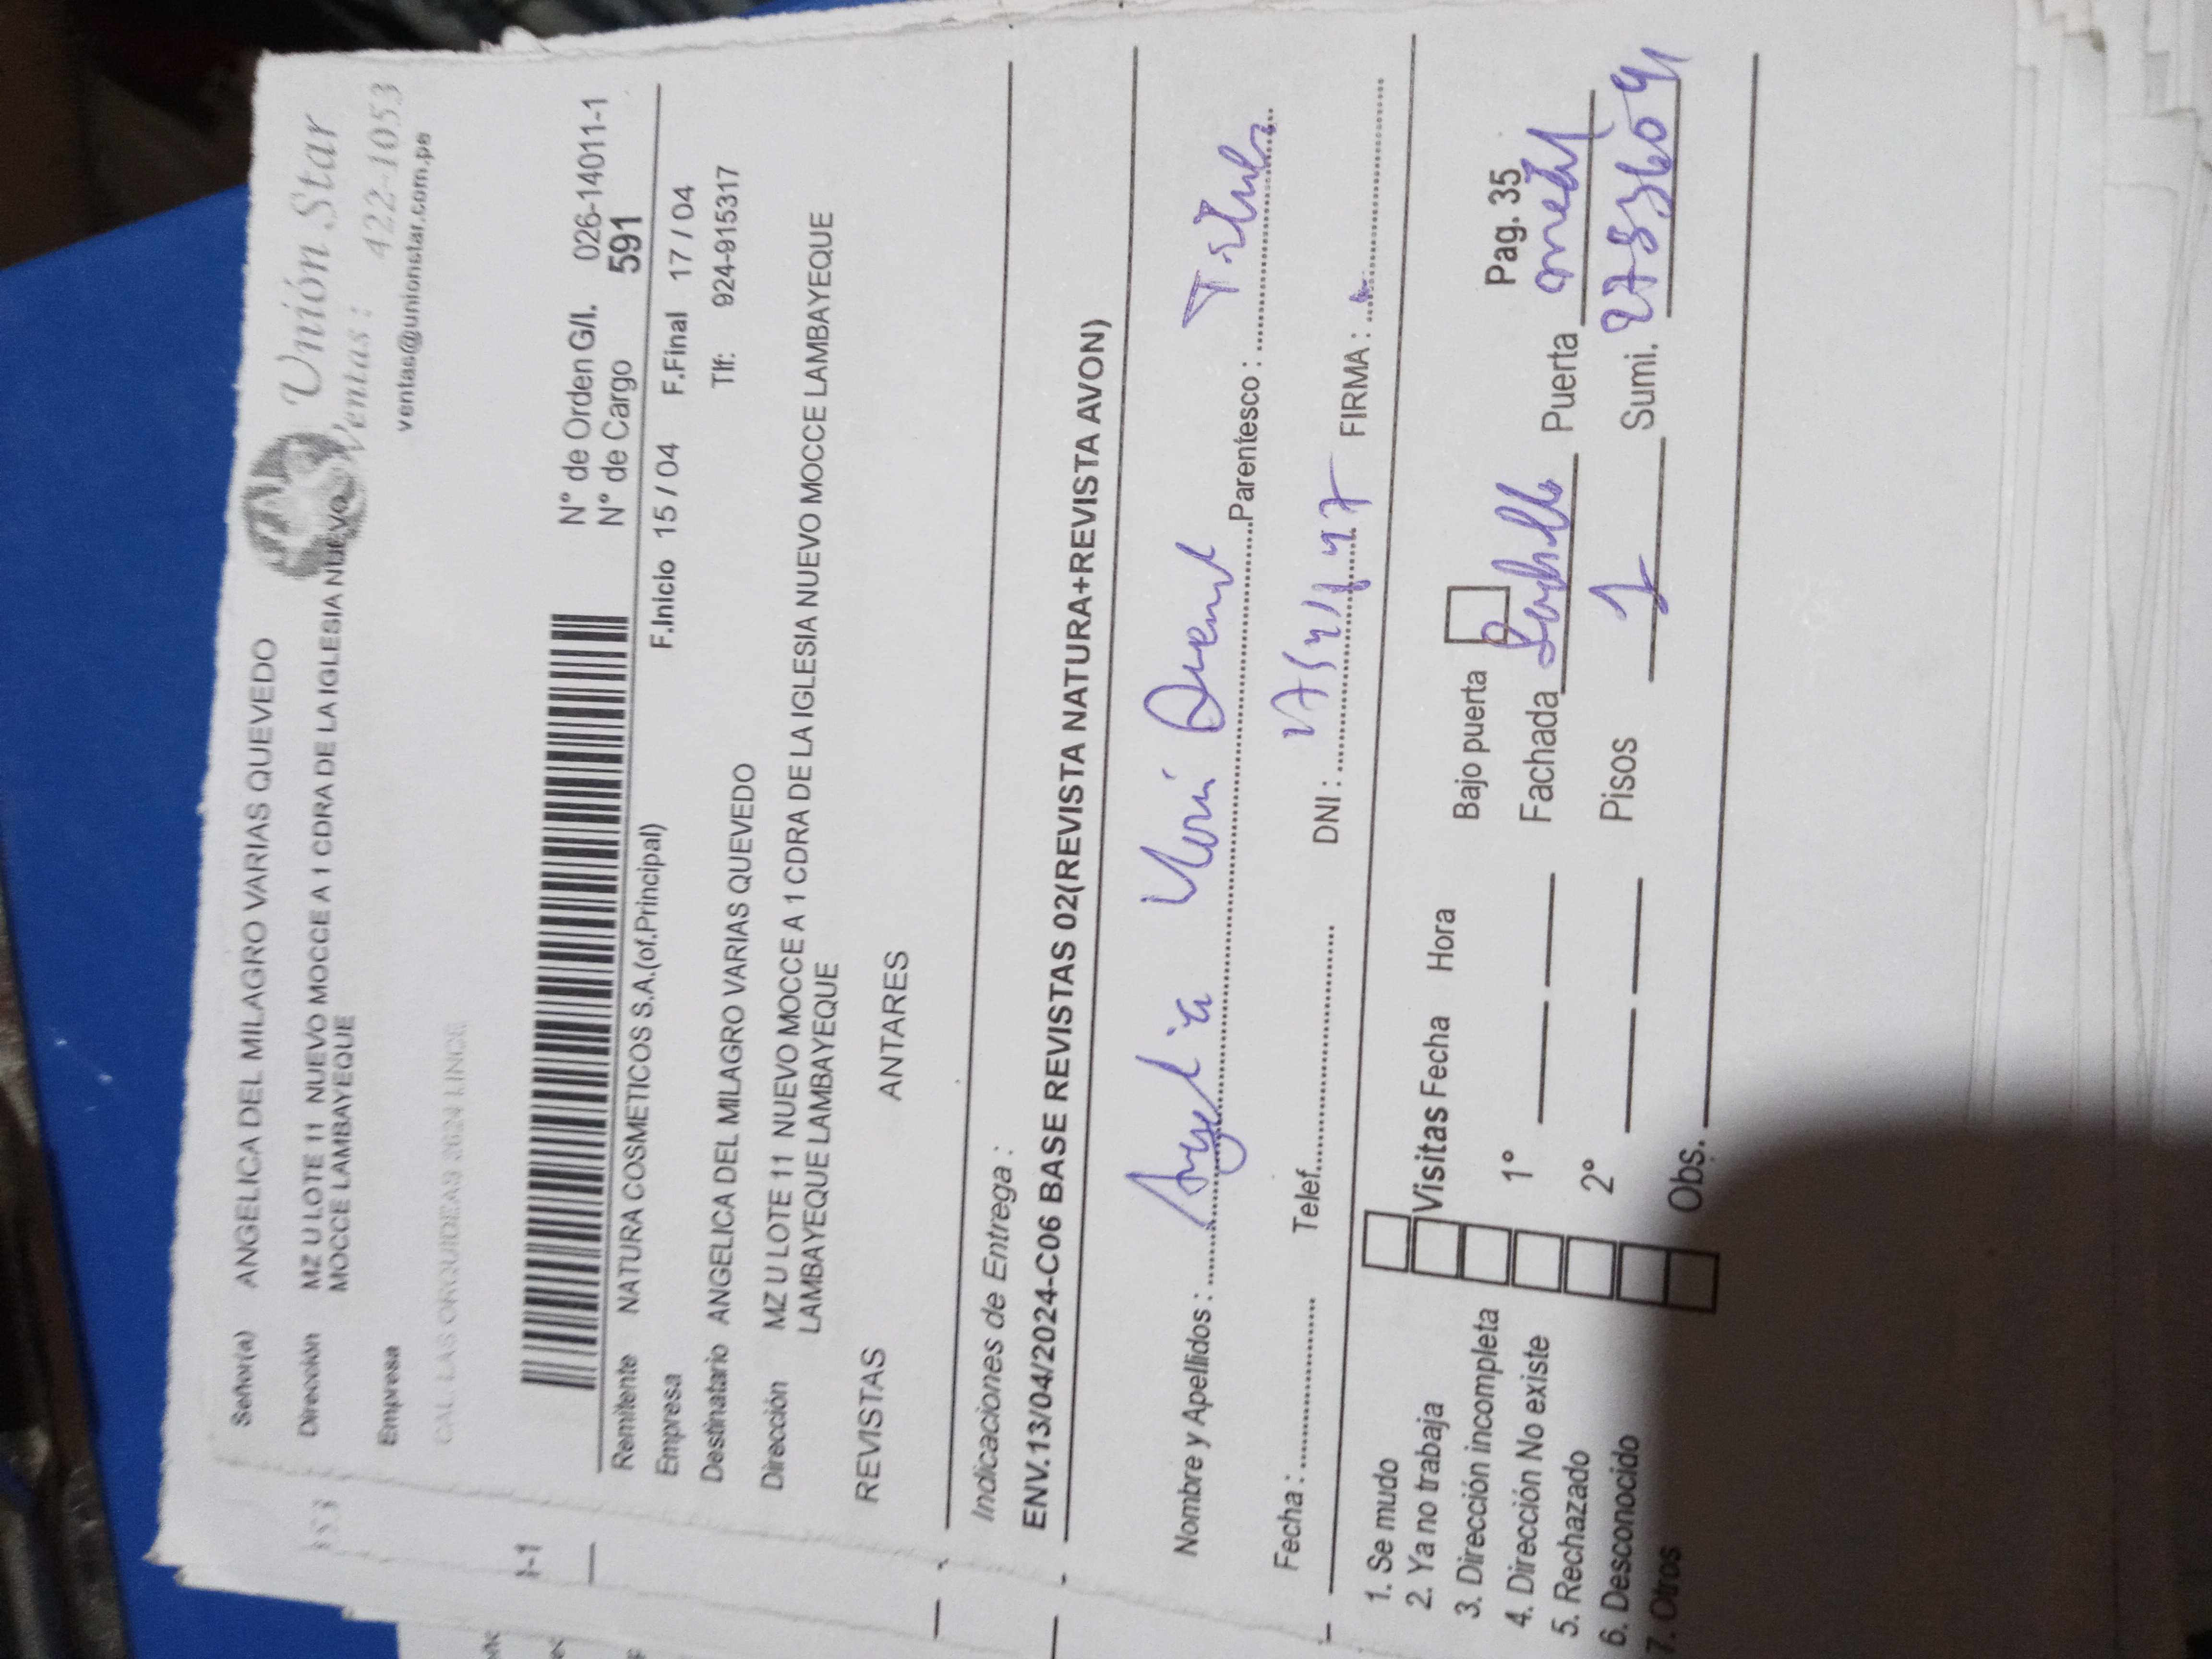 Unión Star
Ventas: 422-1053
ventas@unionstar.com.pe
Señor(a) ANGELICA DEL MILAGRO VARIAS QUEVEDO
Dirección MZ U LOTE 11 NUEVO MOCCE A 1 CDRA DE LA IGLESIA NUEVO
MOCCE LAMBAYEQUE
Empresa
CAL. LAS ORQUIDEAS 2624 LINCE
N° de Orden G/I. 026-14011-1
N° de Cargo 591
Remitente NATURA COSMETICOS S.A.(of.Principal) F.Inicio 15 / 04 F.Final 17 / 04
Empresa Tlf: 924-915317
Destinatario ANGELICA DEL MILAGRO VARIAS QUEVEDO
Dirección MZ U LOTE 11 NUEVO MOCCE A 1 CDRA DE LA IGLESIA NUEVO MOCCE LAMBAYEQUE
LAMBAYEQUE LAMBAYEQUE
REVISTAS ANTARES
Indicaciones de Entrega :
ENV.13/04/2024-C06 BASE REVISTAS 02(REVISTA NATURA+REVISTA AVON)
Nombre y Apellidos : Parentesco :
Fecha : Telef. DNI : FIRMA :
1. Se mudo
2. Ya no trabaja Visitas Fecha Hora Bajo puerta Pag. 35
3. Dirección incompleta 1° Fachada Puerta
4. Dirección No existe
5. Rechazado 2° Pisos 1 Sumi.
6. Desconocido
7. Otros Obs.